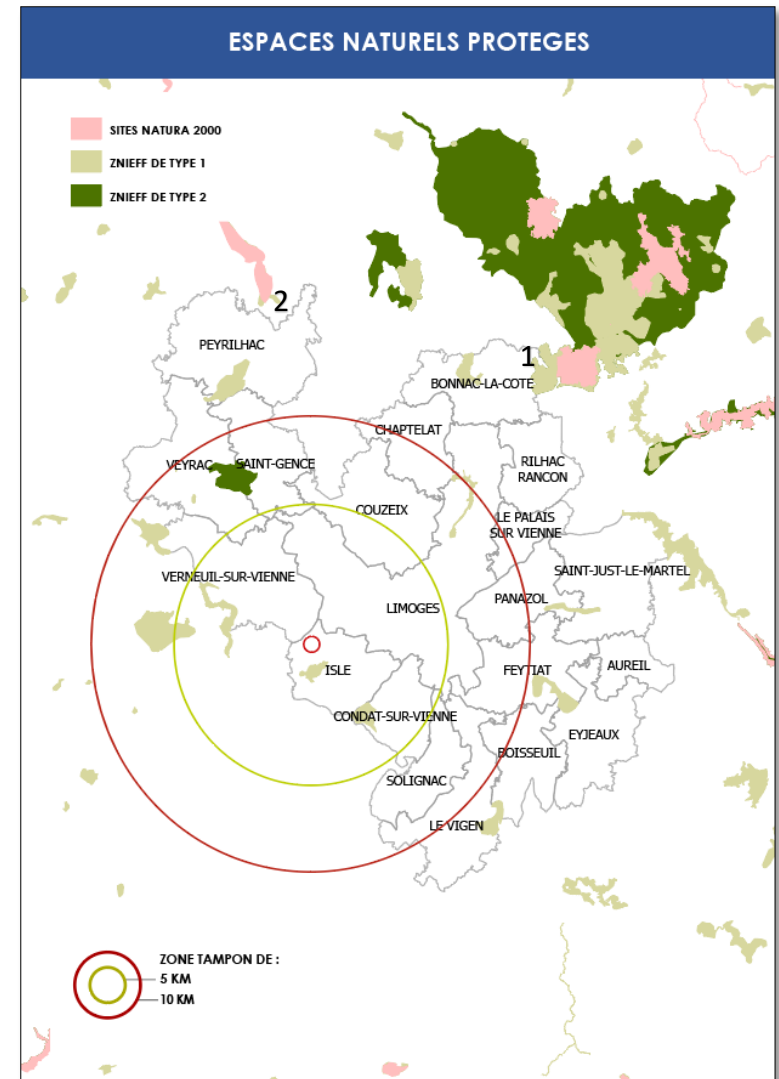 ESPACES NATURELS PROTEGES
SITES NATURA 2000
ZNIEFF DE TYPE 1
ZNIEFF DE TYPE 2
2
PEYRILHAC
1
BONNAC-LA-COTE
CHAPTELAT
VEYRAC
SAINT-GENCE
RILHAC
RANCON
COUZEIX
LE PALAIS
SUR VIENNE
VERNEUIL-SUR-VIENNE
SAINT-JUST-LE-MARTEL
LIMOGES
PANAZOL
ISLE
FEYTIAT
AUREIL
CONDAT-SUR-VIENNE
EYJEAUX
BOISSEUIL
SOLIGNAC
LE VIGEN
ZONE TAMPON DE :
5 KM
10 KM